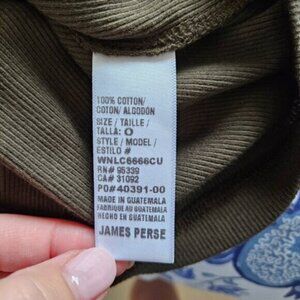 100% COTTON/
COTON/ ALGODON
SIZE / TAILLE /
TALLA: O
STYLE / MODEL /
ESTILO #
WNLC6666CU
RN# 95339
CA# 31092
PO# 40391-00
MADE IN GUATEMALA
FABRIQUE AU GUATEMALA
HECHO EN GUATEMALA
JAMES PERSE